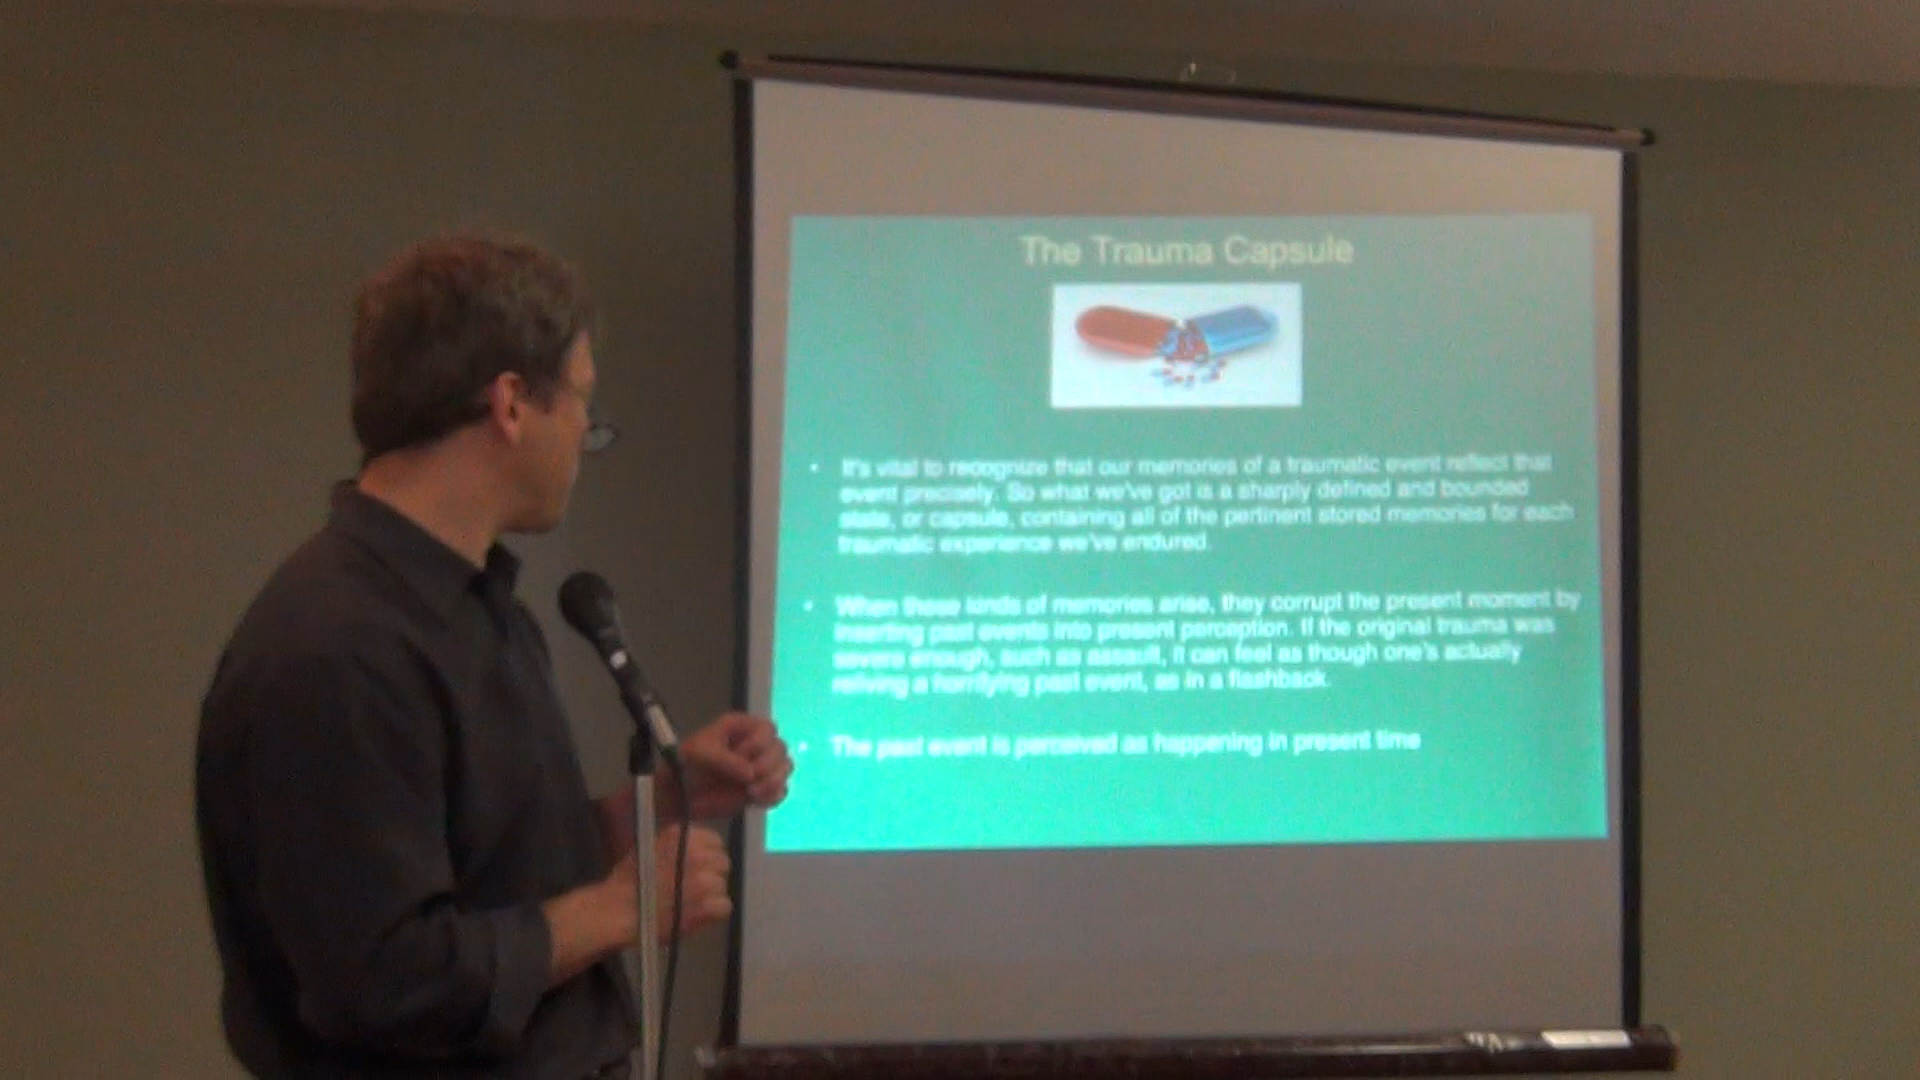 The Trauma Capsule
• It's vital to recognize that our memories of a traumatic event reflect that
event precisely. So what we've got is a sharply defined and bounded
state, or capsule, containing all of the pertinent stored memories for each
traumatic experience we've endured.
• When these kinds of memories arise, they corrupt the present moment by
inserting past events into present perception. If the original trauma was
severe enough, such as assault, it can feel as though one's actually
reliving a horrifying past event, as in a flashback.
• The past event is perceived as happening in present time